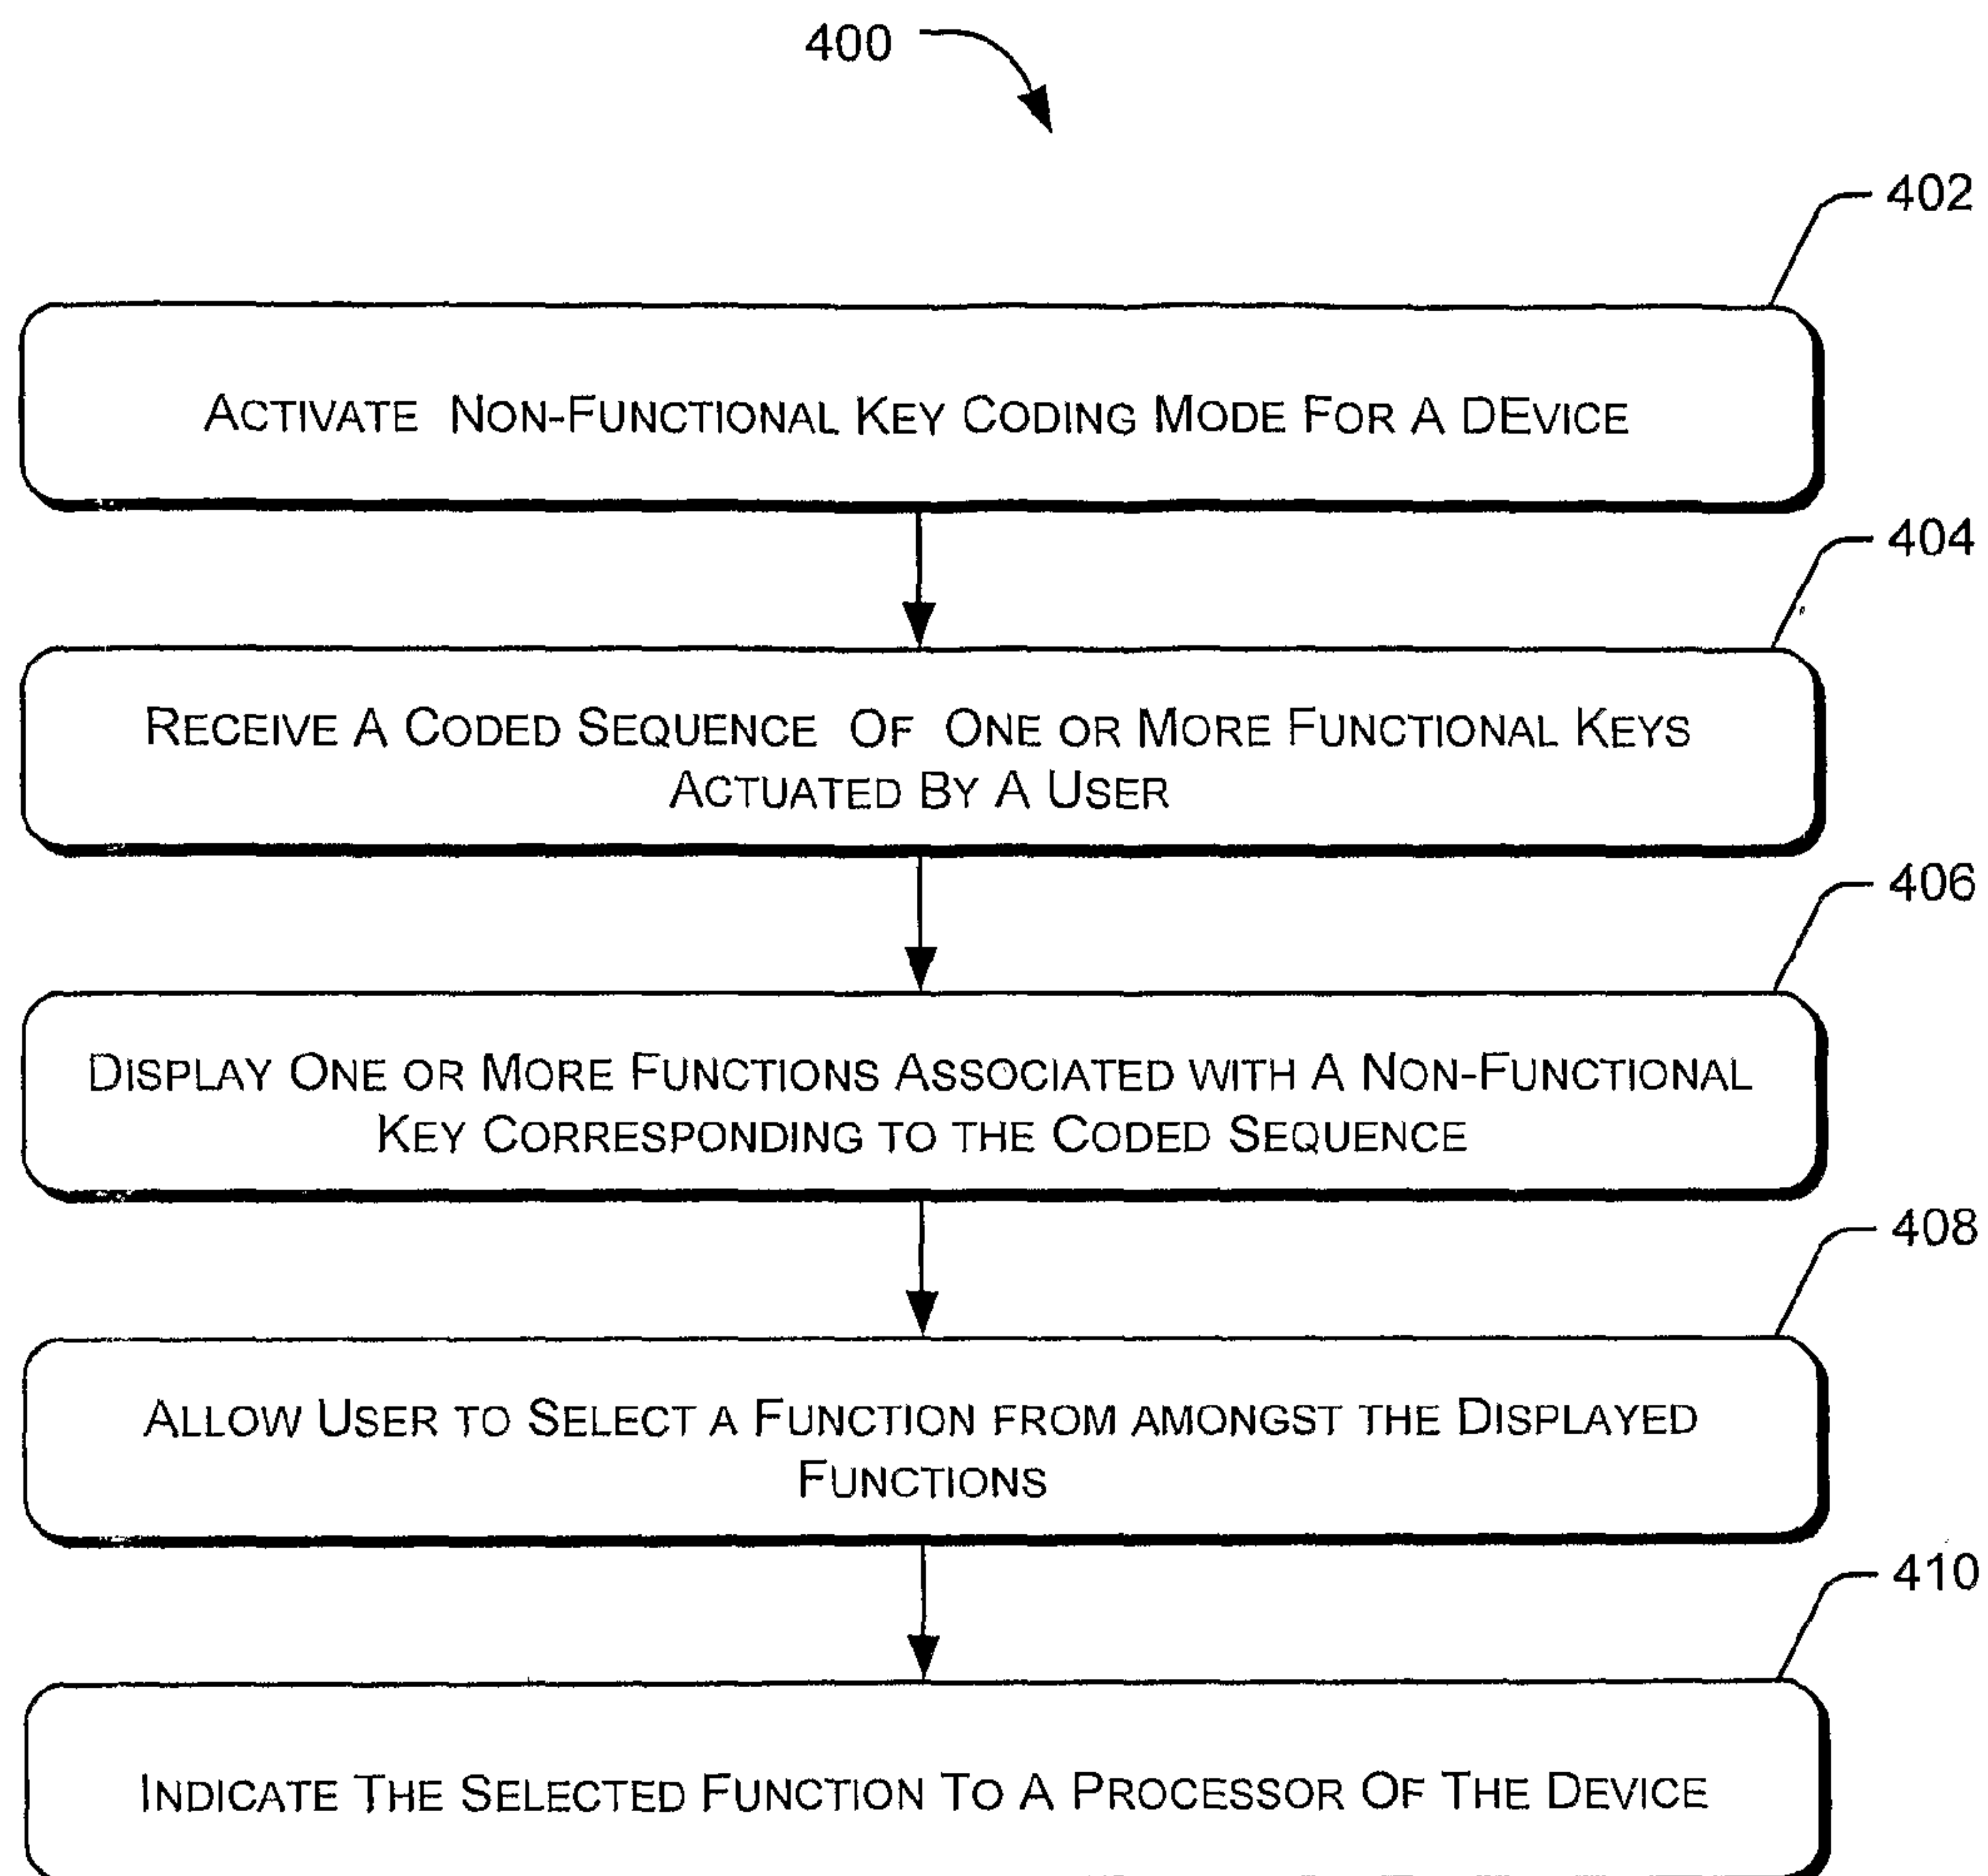 400
402
ACTIVATE NON-FUNCTIONAL KEY CODING MODE FOR A DEVICE
404
RECEIVE A CODED SEQUENCE OF ONE OR MORE FUNCTIONAL KEYS
ACTUATED BY A USER
406
DISPLAY ONE OR MORE FUNCTIONS ASSOCIATED WITH A NON-FUNCTIONAL
KEY CORRESPONDING TO THE CODED SEQUENCE
408
ALLOW USER TO SELECT A FUNCTION FROM AMONGST THE DISPLAYED
FUNCTIONS
410
INDICATE THE SELECTED FUNCTION TO A PROCESSOR OF THE DEVICE